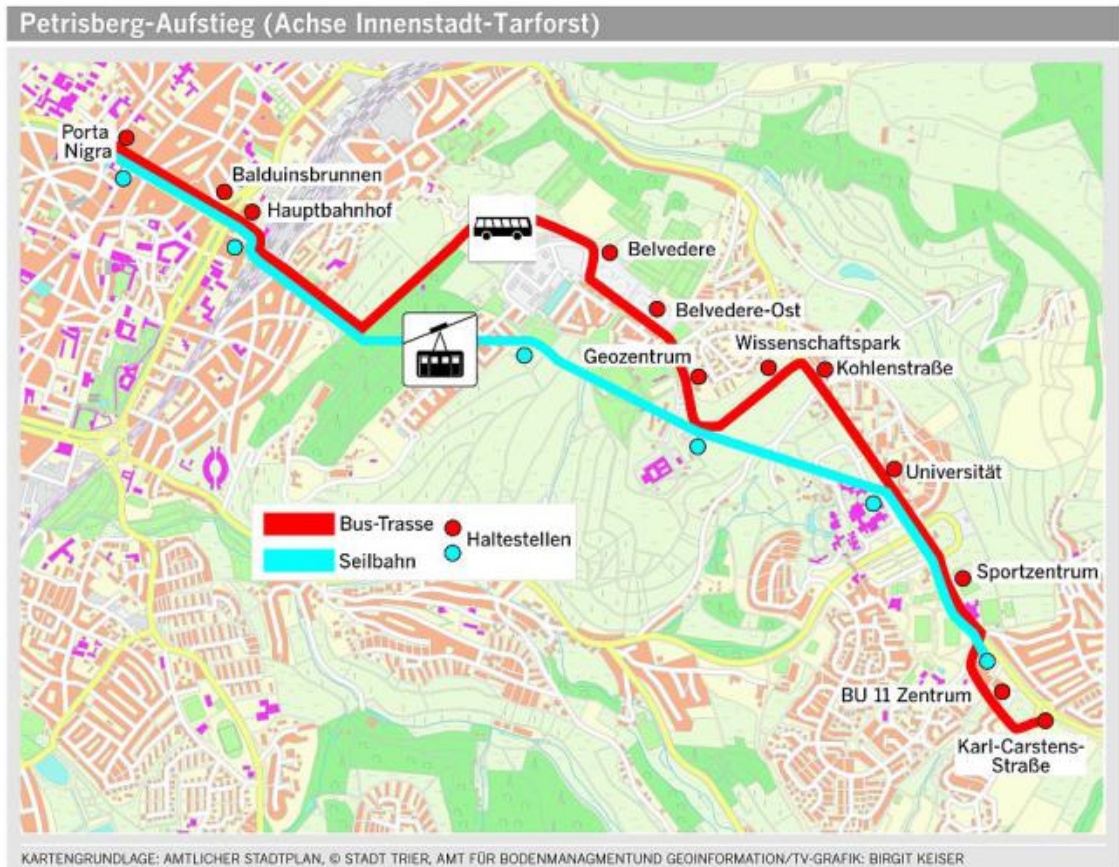 Petrisberg-Aufstieg (Achse Innenstadt-Tarforst)
Porta
Nigra
Balduinsbrunnen
Hauptbahnhof
Belvedere
Belvedere-Ost
Wissenschaftspark
Geozentrum
Kohlenstraße
Universität
Bus-Trasse
Haltestellen
Seilbahn
Sportzentrum
BU 11 Zentrum
Karl-Carstens-
Straße
KARTENGRUNDLAGE: AMTLICHER STADTPLAN, © STADT TRIER, AMT FÜR BODENMANAGMENTUND GEOINFORMATION/TV-GRAFIK: BIRGIT KEISER